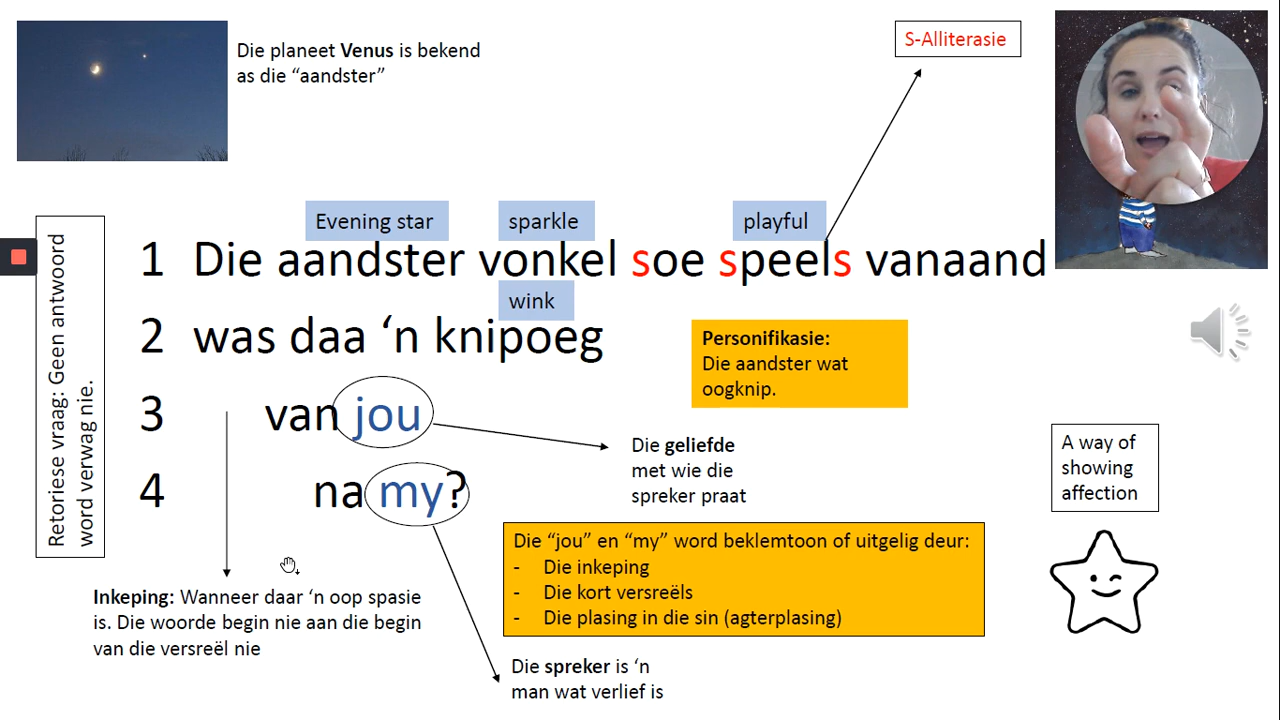 Die planeet Venus is bekend
as die “aandster”
S-Alliterasie
Retoriese vraag: Geen antwoord
word verwag nie.
Evening star
sparkle
playful
1 Die aandster vonkel soe speels vanaand
wink
2 was daa ‘n knipoeg
3 van jou
4 na my?
Personifikasie:
Die aandster wat
oogknip.
Die geliefde
met wie die
spreker praat
A way of
showing
affection
Die “jou” en “my” word beklemtoon of uitgelig deur:
- Die inkeping
- Die kort versreëls
- Die plasing in die sin (agterplasing)
Inkeping: Wanneer daar ‘n oop spasie
is. Die woorde begin nie aan die begin
van die versreël nie
Die spreker is ‘n
man wat verlief is